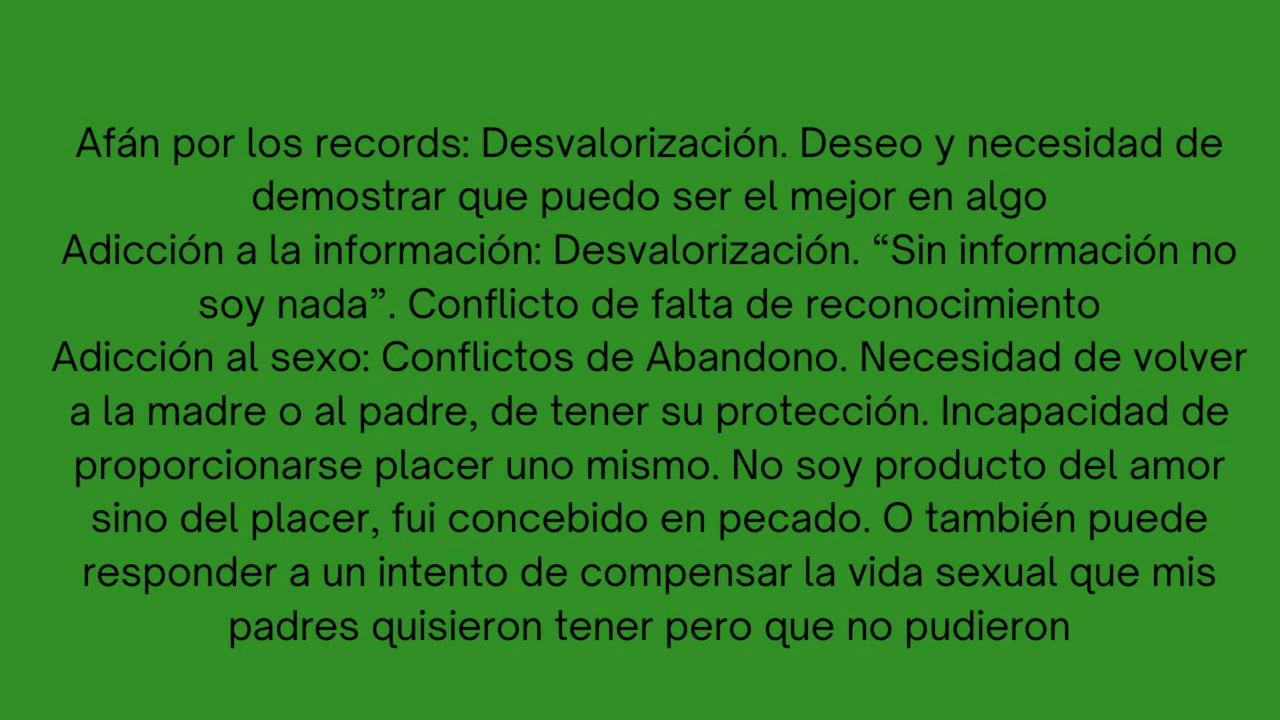 Afán por los records: Desvalorización. Deseo y necesidad de
demostrar que puedo ser el mejor en algo
Adicción a la información: Desvalorización. “Sin información no
soy nada”. Conflicto de falta de reconocimiento
Adicción al sexo: Conflictos de Abandono. Necesidad de volver
a la madre o al padre, de tener su protección. Incapacidad de
proporcionarse placer uno mismo. No soy producto del amor
sino del placer, fui concebido en pecado. O también puede
responder a un intento de compensar la vida sexual que mis
padres quisieron tener pero que no pudieron